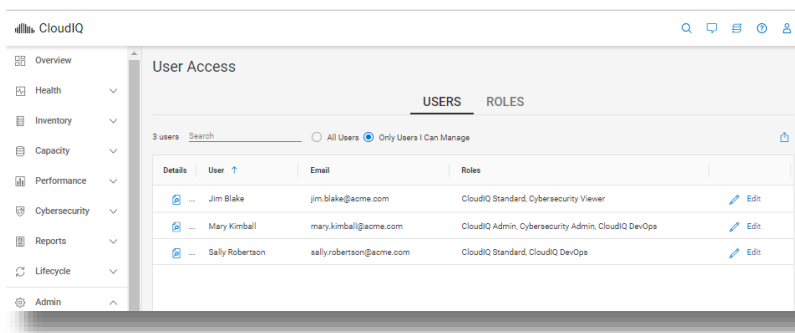 CloudIQ
Overview
Health
Inventory
Capacity
Performance
Cybersecurity
Reports
Lifecycle
Admin
User Access
USERS ROLES
3 users Search All Users Only Users I Can Manage
Details User Email Roles
... Jim Blake jim.blake@acme.com CloudIQ Standard, Cybersecurity Viewer Edit
... Mary Kimball mary.kimball@acme.com CloudIQ Admin, Cybersecurity Admin, CloudIQ DevOps Edit
... Sally Robertson sally.robertson@acme.com CloudIQ Standard, CloudIQ DevOps Edit